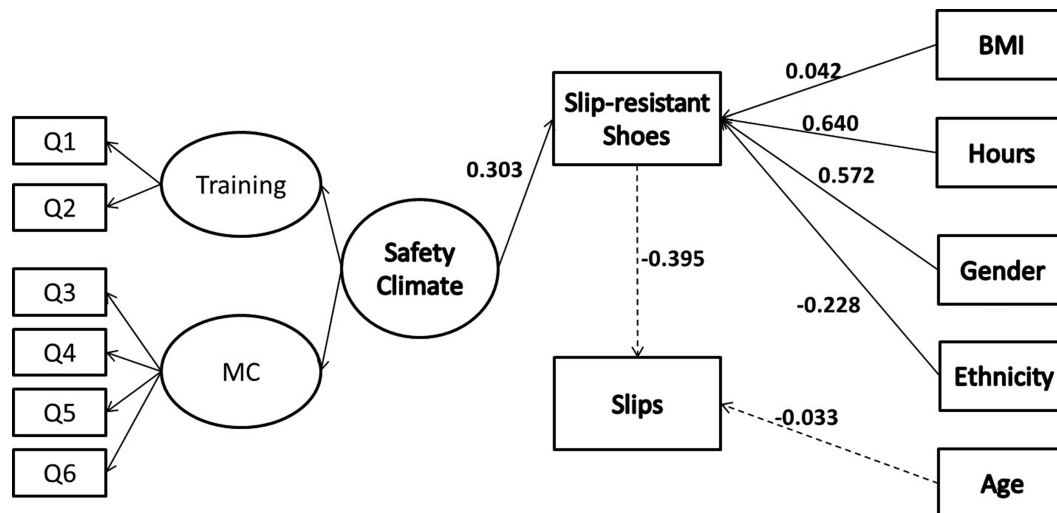 BMI
0.042
Slip-resistant
Shoes
Q1
0.640
Hours
Training
0.303
0.572
Q2
Safety
Climate
-0.395
Gender
Q3
-0.228
Q4
MC
Ethnicity
Q5
Slips
-0.033
Q6
Age